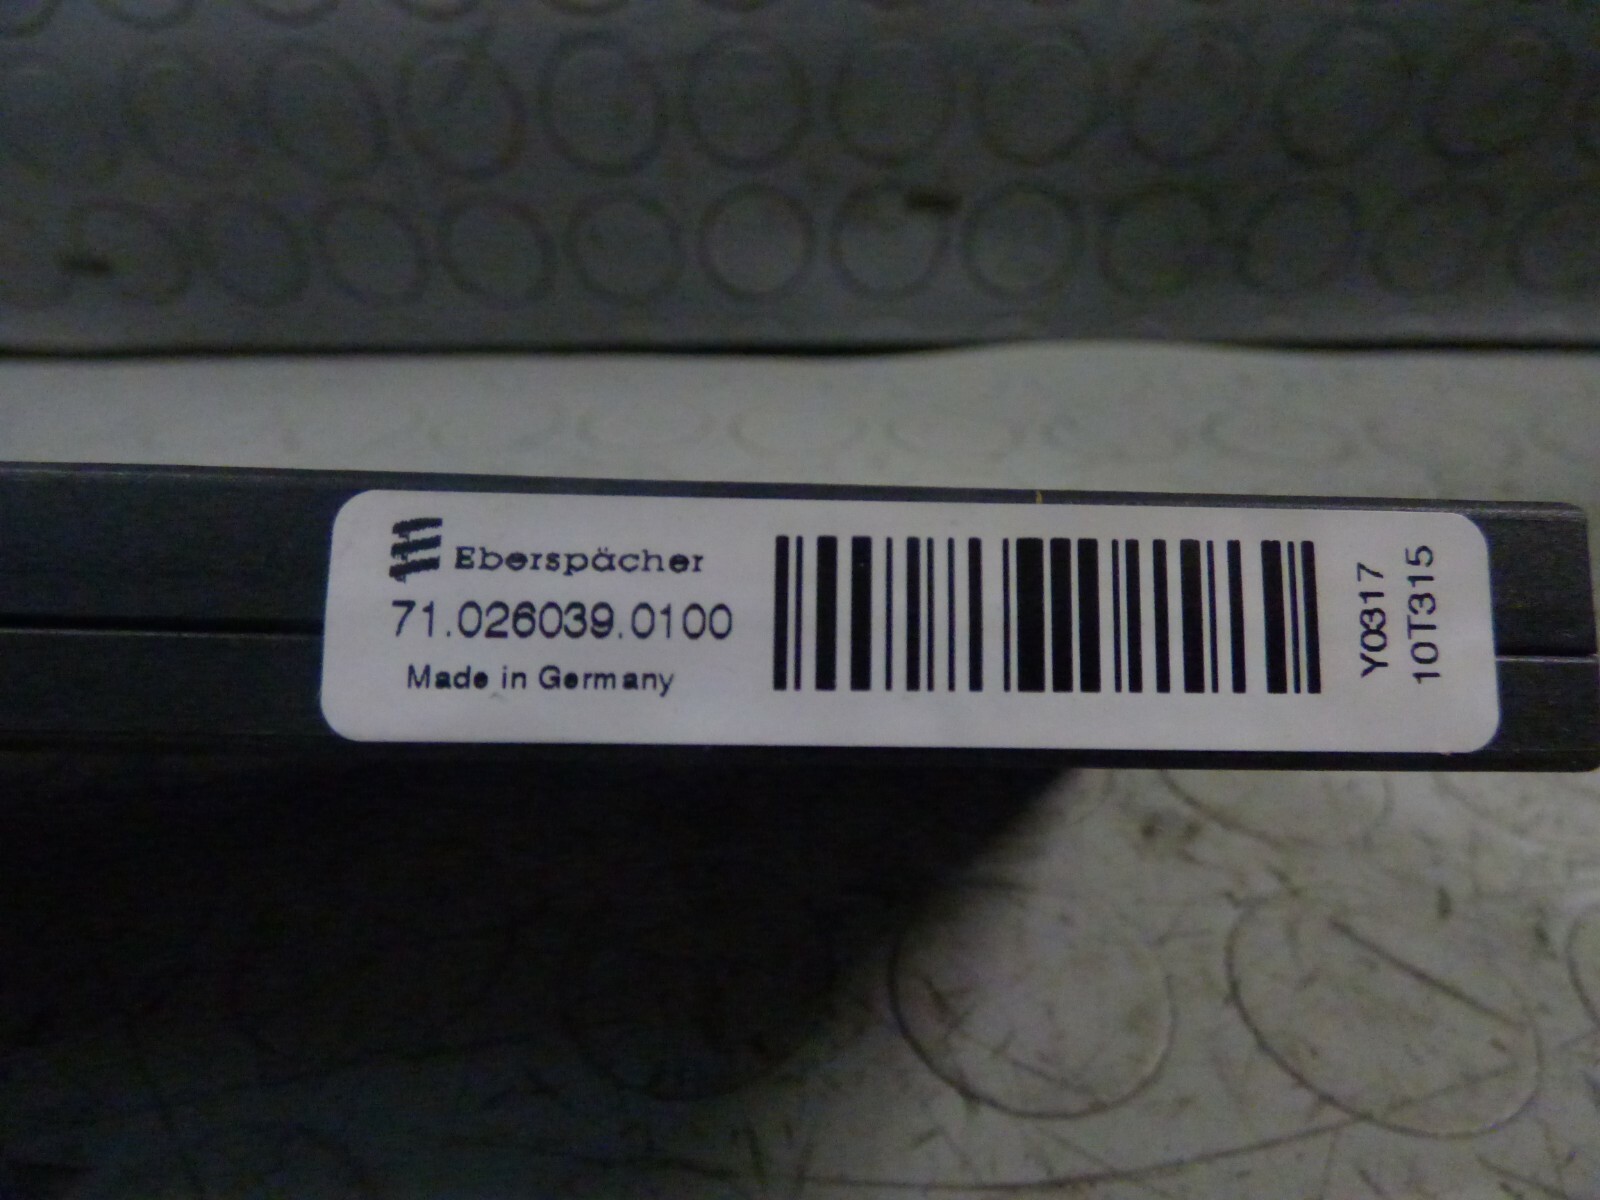 Eberspächer
71.026039.0100
Made in Germany
Y0317
10T315